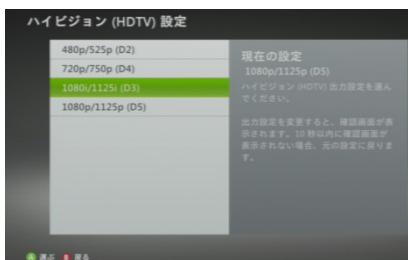 ハイビジョン (HDTV) 設定
480p/525p (D2)
720p/750p (D4)
1080i/1125i (D3)
1080p/1125p (D5)
現在の設定
1080p/1125p (D5)
ハイビジョン (HDTV) 出力設定を選ん
でください。
出力設定を変更すると、確認画面が表
示されます。10 秒以内に確認画面が
表示されない場合、元の設定に戻りま
す。
A 選ぶ B 戻る